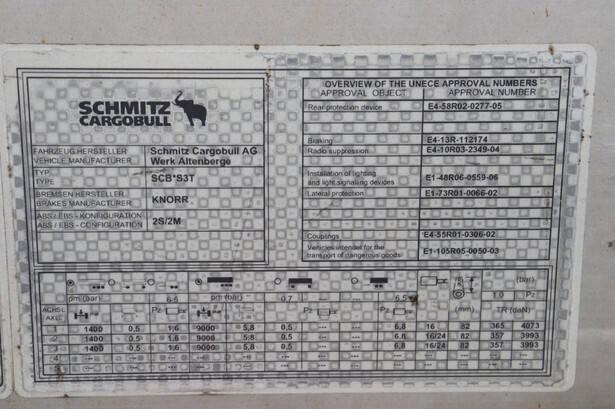 SCHMITZ
CARGOBULL
FAHRZEUG HERSTELLER
VEHICLE MANUFACTURER
Schmitz Cargobull AG
Werk Altenberge
TYP
TYPE
SCB*S3T
BREMSEN HERSTELLER
BRAKES MANUFACTURER
KNORR
ABS / EBS - KONFIGURATION
ABS / EBS - CONFIGURATION
2S/2M
OVERVIEW OF THE UNECE APPROVAL NUMBERS
APPROVAL OBJECT APPROVAL NUMBER
Rear protection device E4-58R02-0277-05
Braking E4-13R-112174
Radio suppression E4-10R03-2349-04
Installation of lighting
and light signaling devices E1-48R06-0559-06
Lateral protection E1-73R01-0066-02
Couplings E4-55R01-0306-02
Vehicles intended for the
transport of dangerous goods E1-105R05-0050-03
(bar)
pm (bar) 6.5 pm (bar) 0.7 6.5 1.0 Pz
ACHSE
AXLE Pz Pz (mm) TR (daN)
1 1400 0,5 1,6 9000 5,8 0,5 --- --- 6,8 16 82 365 4073
2 1400 0,5 1,6 9000 5,8 0,5 --- --- 6,8 16/24 82 357 3993
3 1400 0,5 1,6 9000 5,8 0,5 --- --- 6,8 16/24 82 357 3993
4 --- --- --- --- --- --- --- --- --- --- --- --- ---
5 --- --- --- --- --- --- --- --- --- --- --- --- ---